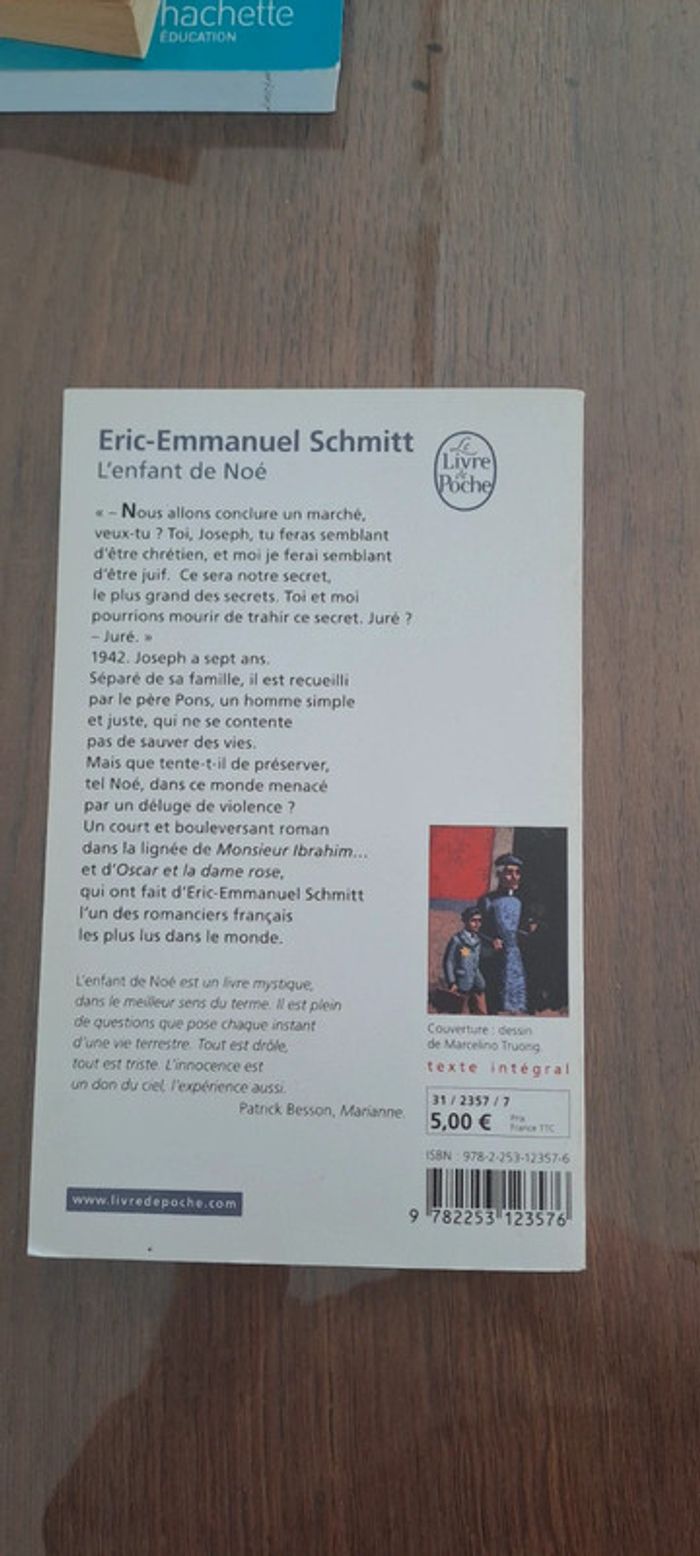 hachette
ÉDUCATION
Eric-Emmanuel Schmitt
L'enfant de Noé
Le
Livre
de
Poche
« – Nous allons conclure un marché,
veux-tu ? Toi, Joseph, tu feras semblant
d'être chrétien, et moi je ferai semblant
d'être juif. Ce sera notre secret,
le plus grand des secrets. Toi et moi
pourrions mourir de trahir ce secret. Juré ?
– Juré. »
1942. Joseph a sept ans.
Séparé de sa famille, il est recueilli
par le père Pons, un homme simple
et juste, qui ne se contente
pas de sauver des vies.
Mais que tente-t-il de préserver,
tel Noé, dans ce monde menacé
par un déluge de violence ?
Un court et bouleversant roman
dans la lignée de Monsieur Ibrahim...
et d'Oscar et la dame rose,
qui ont fait d'Eric-Emmanuel Schmitt
l'un des romanciers français
les plus lus dans le monde.
L'enfant de Noé est un livre mystique,
dans le meilleur sens du terme. Il est plein
de questions que pose chaque instant
d'une vie terrestre. Tout est drôle,
tout est triste. L'innocence est
un don du ciel, l'expérience aussi.
Patrick Besson, Marianne.
Couverture : dessin
de Marcelino Truong.
texte intégral
31 / 2357 / 7
5,00 €
Prix
France TTC
ISBN : 978-2-253-12357-6
9 782253 123576
www.livredepoche.com